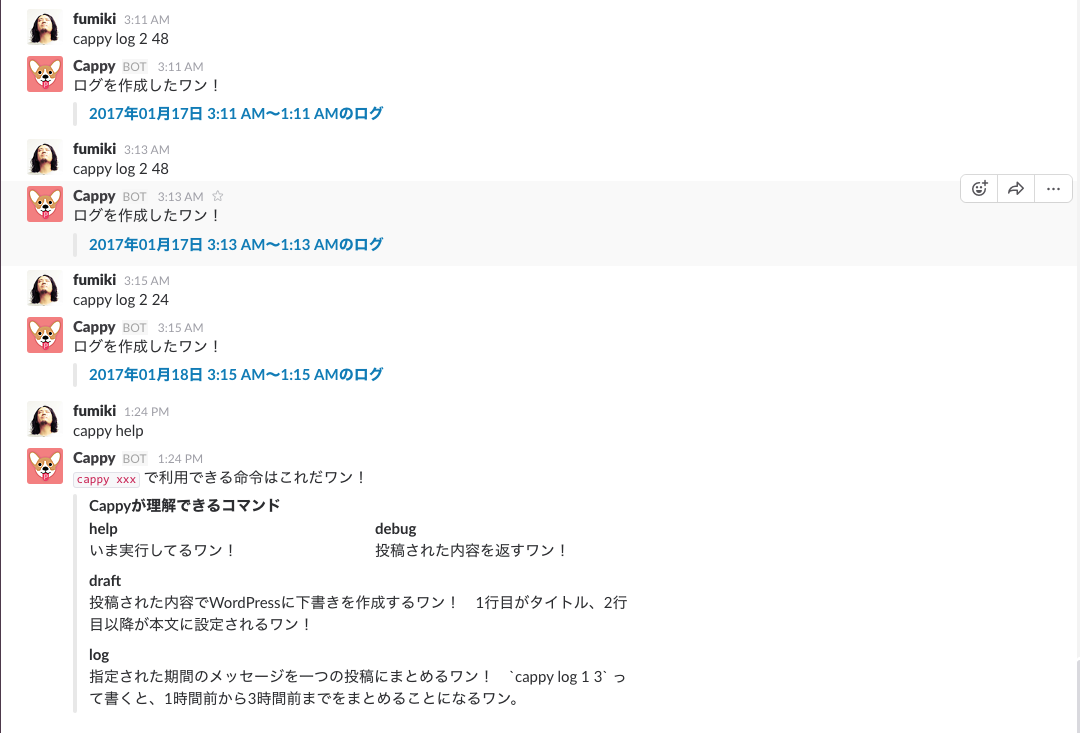 fumiki 3:11 AM
cappy log 2 48
Cappy BOT 3:11 AM
ログを作成したワン！
2017年01月17日 3:11 AM〜1:11 AMのログ
fumiki 3:13 AM
cappy log 2 48
Cappy BOT 3:13 AM
ログを作成したワン！
2017年01月17日 3:13 AM〜1:13 AMのログ
fumiki 3:15 AM
cappy log 2 24
Cappy BOT 3:15 AM
ログを作成したワン！
2017年01月18日 3:15 AM〜1:15 AMのログ
fumiki 1:24 PM
cappy help
Cappy BOT 1:24 PM
cappy xxx で利用できる命令はこれだワン！
Cappyが理解できるコマンド
help debug
いま実行してるワン！ 投稿された内容を返すワン！
draft
投稿された内容でWordPressに下書きを作成するワン！　1行目がタイトル、2行
目以降が本文に設定されるワン！
log
指定された期間のメッセージを一つの投稿にまとめるワン！　`cappy log 1 3` っ
て書くと、1時間前から3時間前までをまとめることになるワン。